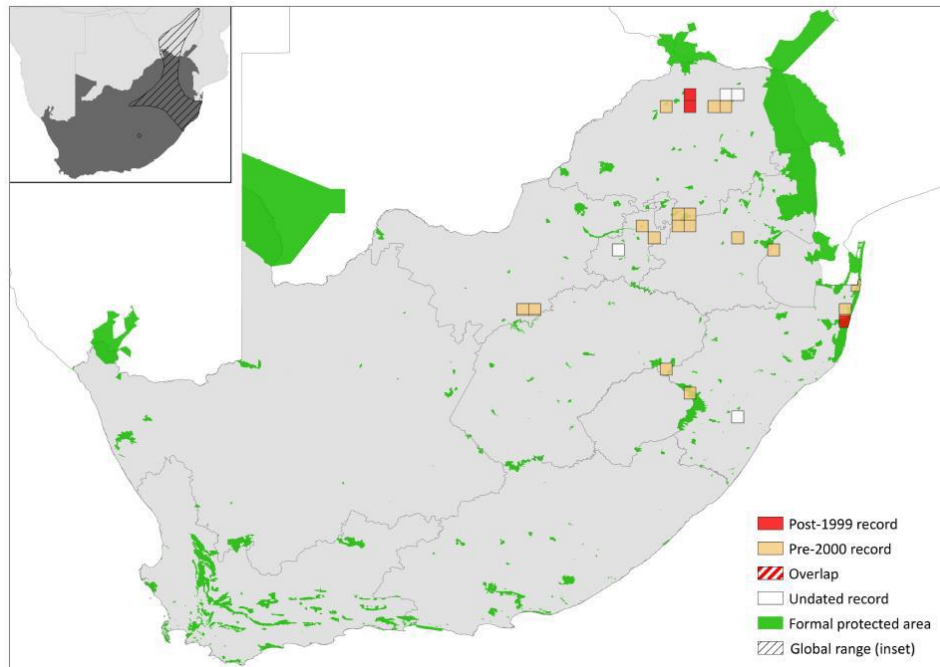 Post-1999 record
Pre-2000 record
Overlap
Undated record
Formal protected area
Global range (inset)